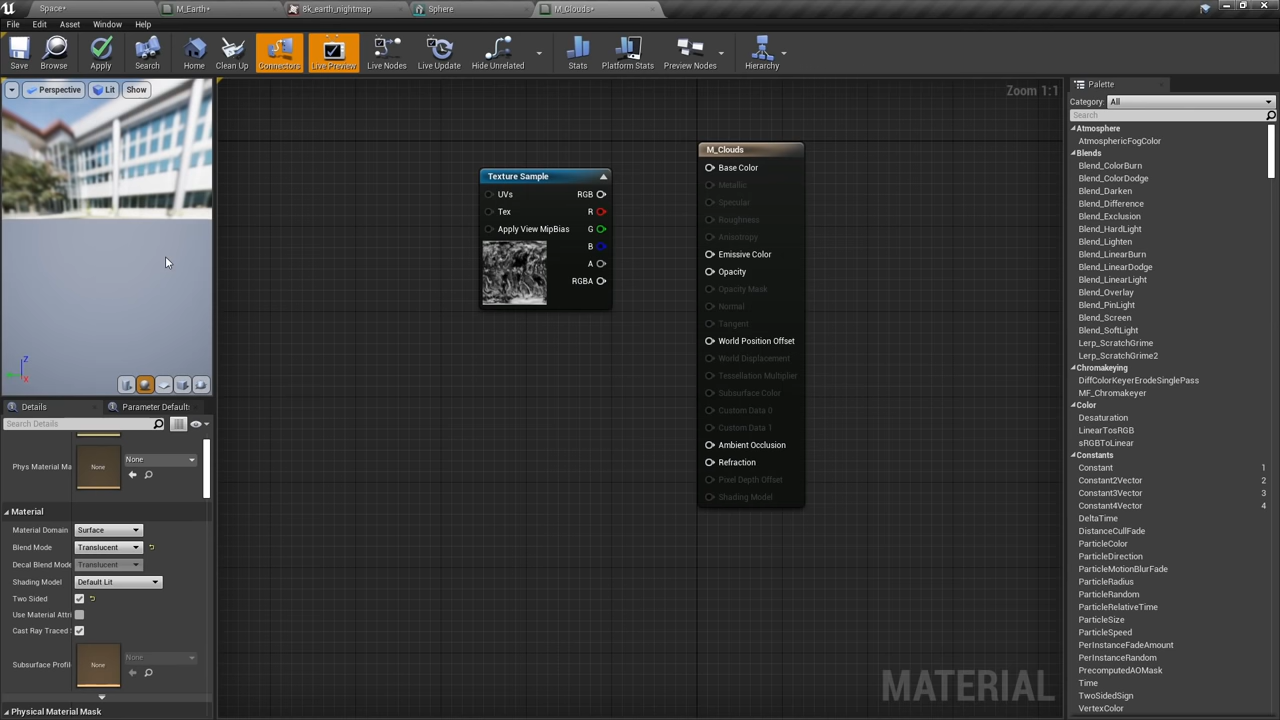 Space*
M_Earth*
8k_earth_nightmap
Sphere
M_Clouds*
File Edit Asset Window Help
Save Browse Apply Search Home Clean Up Connectors Live Preview Live Nodes Live Update Hide Unrelated Stats Platform Stats Preview Nodes Hierarchy
Perspective Lit Show
Zoom 1:1
Z
X
Details
Parameter Default
Search Details
Phys Material Ma
None
None
Material
Material Domain Surface
Blend Mode Translucent
Decal Blend Mode Translucent
Shading Model Default Lit
Two Sided
Use Material Attri
Cast Ray Traced
Subsurface Profil
None
None
Physical Material Mask
Texture Sample
UVs RGB
Tex R
Apply View MipBias G
B
A
RGBA
M_Clouds
Base Color
Metallic
Specular
Roughness
Anisotropy
Emissive Color
Opacity
Opacity Mask
Normal
Tangent
World Position Offset
World Displacement
Tessellation Multiplier
Subsurface Color
Custom Data 0
Custom Data 1
Ambient Occlusion
Refraction
Pixel Depth Offset
Shading Model
MATERIAL
Palette
Category: All
Search
Atmosphere
AtmosphericFogColor
Blends
Blend_ColorBurn
Blend_ColorDodge
Blend_Darken
Blend_Difference
Blend_Exclusion
Blend_HardLight
Blend_Lighten
Blend_LinearBurn
Blend_LinearDodge
Blend_LinearLight
Blend_Overlay
Blend_PinLight
Blend_Screen
Blend_SoftLight
Lerp_ScratchGrime
Lerp_ScratchGrime2
Chromakeying
DiffColorKeyerErodeSinglePass
MF_Chromakeyer
Color
Desaturation
LinearTosRGB
sRGBToLinear
Constants
Constant 1
Constant2Vector 2
Constant3Vector 3
Constant4Vector 4
DeltaTime
DistanceCullFade
ParticleColor
ParticleDirection
ParticleMotionBlurFade
ParticleRadius
ParticleRandom
ParticleRelativeTime
ParticleSize
ParticleSpeed
PerInstanceFadeAmount
PerInstanceRandom
PrecomputedAOMask
Time
TwoSidedSign
VertexColor